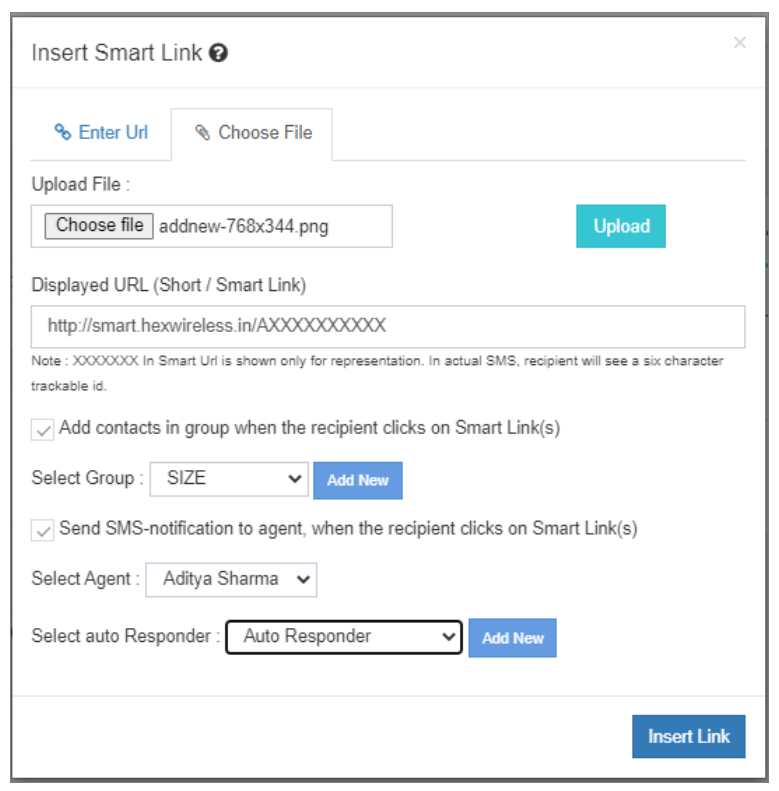 Insert Smart Link
Enter Url Choose File
Upload File :
Choose file addnew-768x344.png Upload
Displayed URL (Short / Smart Link)
http://smart.hexwireless.in/AXXXXXXXXXX
Note : XXXXXXX In Smart Url is shown only for representation. In actual SMS, recipient will see a six character
trackable id.
Add contacts in group when the recipient clicks on Smart Link(s)
Select Group : SIZE Add New
Send SMS-notification to agent, when the recipient clicks on Smart Link(s)
Select Agent : Aditya Sharma
Select auto Responder : Auto Responder Add New
Insert Link